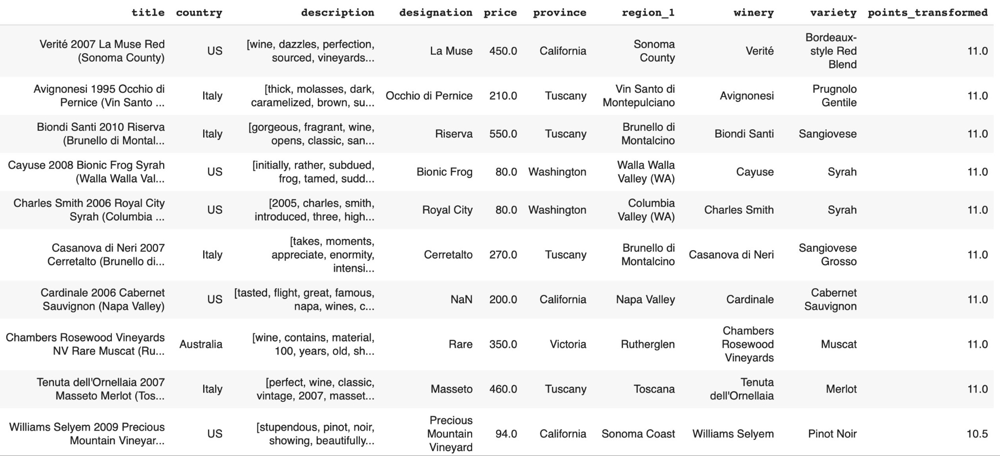 title country description designation price province region_1 winery variety points_transformed
Verité 2007 La Muse Red (Sonoma County) US [wine, dazzles, perfection, sourced, vineyards... La Muse 450.0 California Sonoma County Verité Bordeaux-style Red Blend 11.0
Avignonesi 1995 Occhio di Pernice (Vin Santo ... Italy [thick, molasses, dark, caramelized, brown, su... Occhio di Pernice 210.0 Tuscany Vin Santo di Montepulciano Avignonesi Prugnolo Gentile 11.0
Biondi Santi 2010 Riserva (Brunello di Montal... Italy [gorgeous, fragrant, wine, opens, classic, san... Riserva 550.0 Tuscany Brunello di Montalcino Biondi Santi Sangiovese 11.0
Cayuse 2008 Bionic Frog Syrah (Walla Walla Val... US [initially, rather, subdued, frog, tamed, sudd... Bionic Frog 80.0 Washington Walla Walla Valley (WA) Cayuse Syrah 11.0
Charles Smith 2006 Royal City Syrah (Columbia ... US [2005, charles, smith, introduced, three, high... Royal City 80.0 Washington Columbia Valley (WA) Charles Smith Syrah 11.0
Casanova di Neri 2007 Cerretalto (Brunello di... Italy [takes, moments, appreciate, enormity, intensi... Cerretalto 270.0 Tuscany Brunello di Montalcino Casanova di Neri Sangiovese Grosso 11.0
Cardinale 2006 Cabernet Sauvignon (Napa Valley) US [tasted, flight, great, famous, napa, wines, c... NaN 200.0 California Napa Valley Cardinale Cabernet Sauvignon 11.0
Chambers Rosewood Vineyards NV Rare Muscat (Ru... Australia [wine, contains, material, 100, years, old, sh... Rare 350.0 Victoria Rutherglen Chambers Rosewood Vineyards Muscat 11.0
Tenuta dell'Ornellaia 2007 Masseto Merlot (Tos... Italy [perfect, wine, classic, vintage, 2007, masset... Masseto 460.0 Tuscany Toscana Tenuta dell'Ornellaia Merlot 11.0
Williams Selyem 2009 Precious Mountain Vineyar... US [stupendous, pinot, noir, showing, beautifully... Precious Mountain Vineyard 94.0 California Sonoma Coast Williams Selyem Pinot Noir 10.5